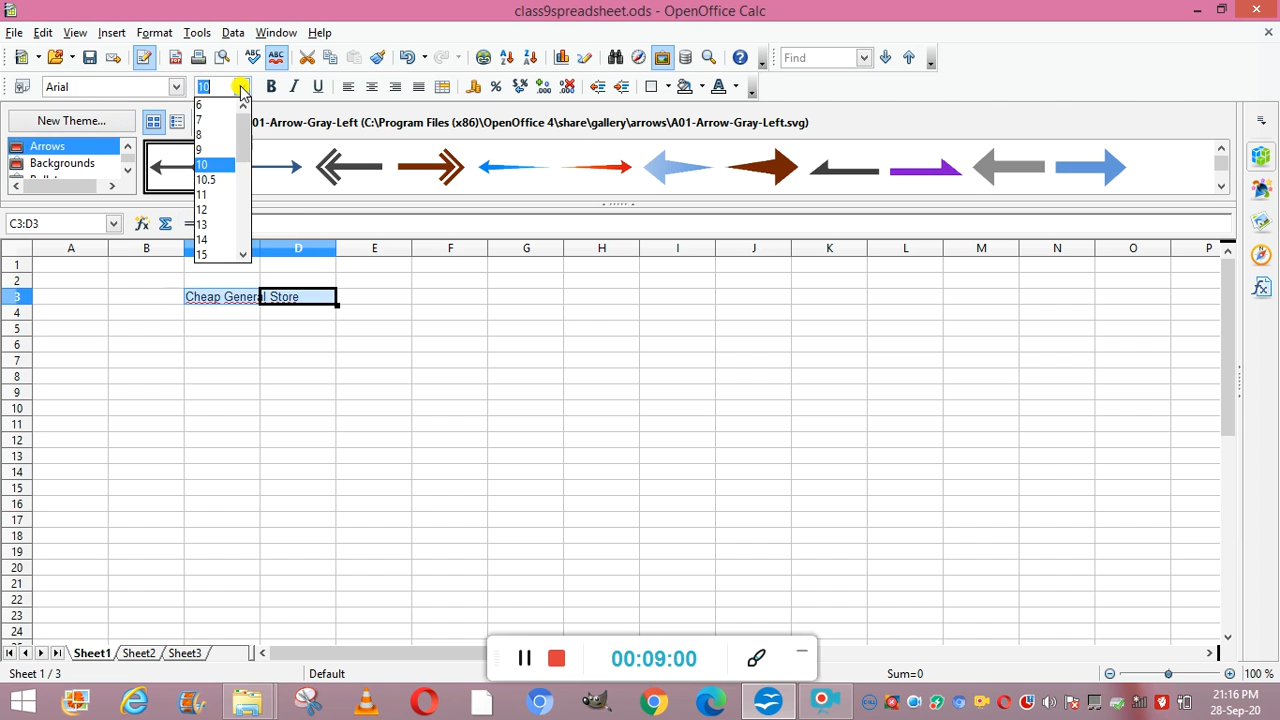 class9spreadsheet.ods - OpenOffice Calc
File Edit View Insert Format Tools Data Window Help
ABC ABC Find
Arial 10 B I U %
6
7
8
9
10
10.5
11
12
13
14
15
New Theme... 01-Arrow-Gray-Left (C:\Program Files (x86)\OpenOffice 4\share\gallery\arrows\A01-Arrow-Gray-Left.svg)
Arrows
Backgrounds
C3:D3
A B D E F G H I J K L M N O P
1
2
3 Cheap General Store
4
5
6
7
8
9
10
11
12
13
14
15
16
17
18
19
20
21
22
23
24
Sheet1 Sheet2 Sheet3
00:09:00
Sheet 1 / 3 Default Sum=0 100 %
21:16 PM
28-Sep-20